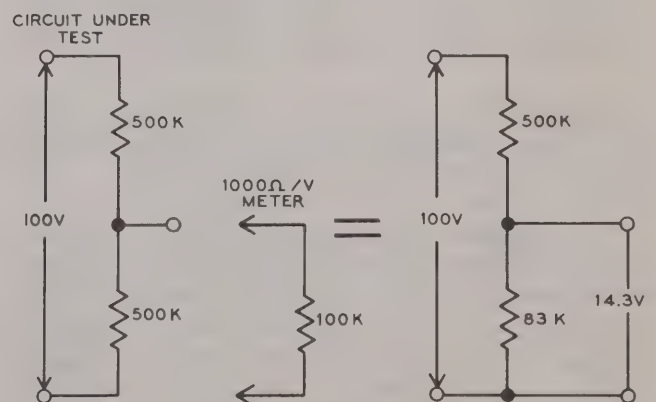 CIRCUIT UNDER
TEST
500K
100V
500K
1000Ω/V
METER
100K
500K
100V
83K
14.3V